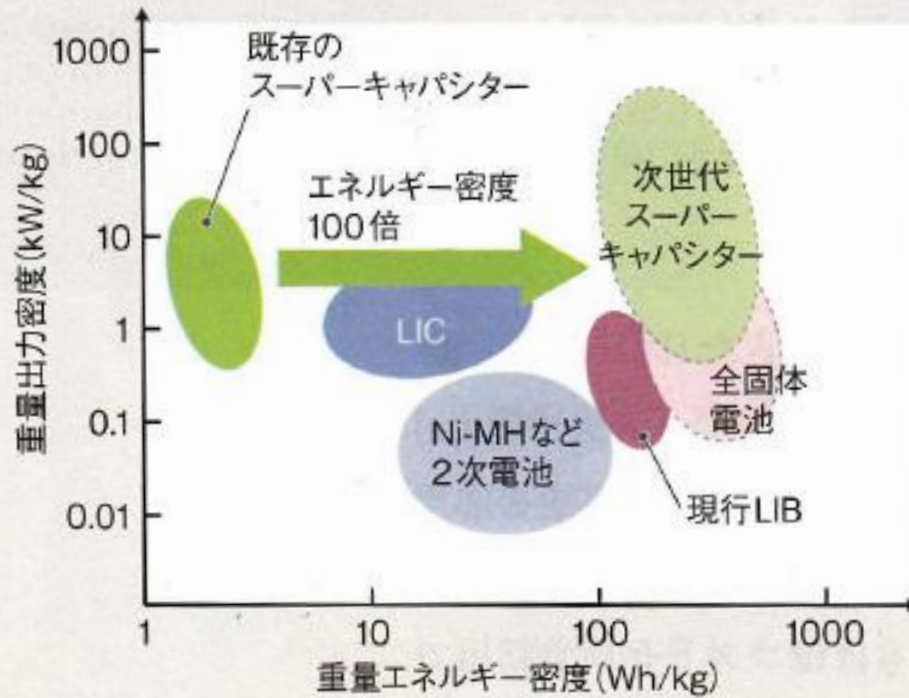 1000
100
10
1
0.1
0.01
重量出力密度(kW/kg)
既存の
スーパーキャパシター
エネルギー密度
100倍
次世代
スーパー
キャパシター
LIC
全固体
電池
Ni-MHなど
2次電池
現行LIB
1
10
100
1000
重量エネルギー密度(Wh/kg)